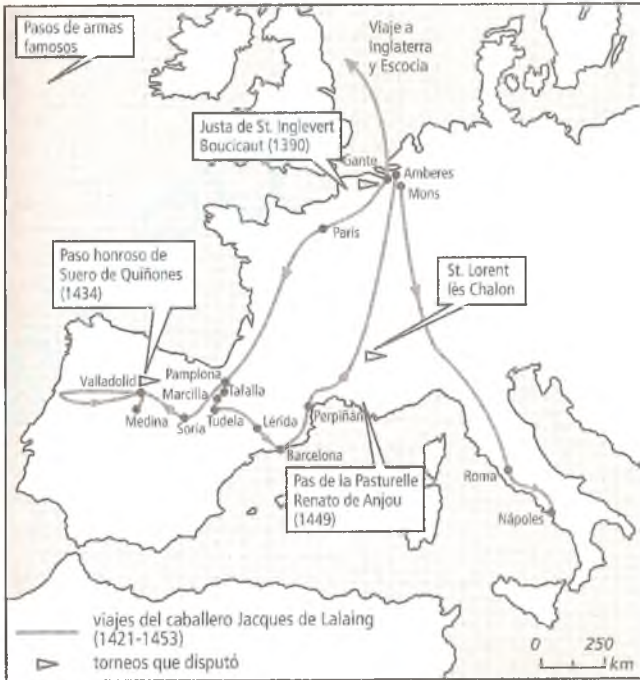 Pasos de armas
famosos
Viaje a
Inglaterra
y Escocia
Justa de St. Inglevert
Boucicaut (1390)
Gante
Amberes
Mons
París
Paso honroso de
Suero de Quiñones
(1434)
St. Lorent
lès Chalon
Valladolid
Pamplona
Marcilla
Tafalla
Medina
Soria
Tudela
Lérida
Perpiñán
Barcelona
Pas de la Pasturelle
Renato de Anjou
(1449)
Roma
Nápoles
viajes del caballero Jacques de Lalaing
(1421-1453)
torneos que disputó
0 250
km